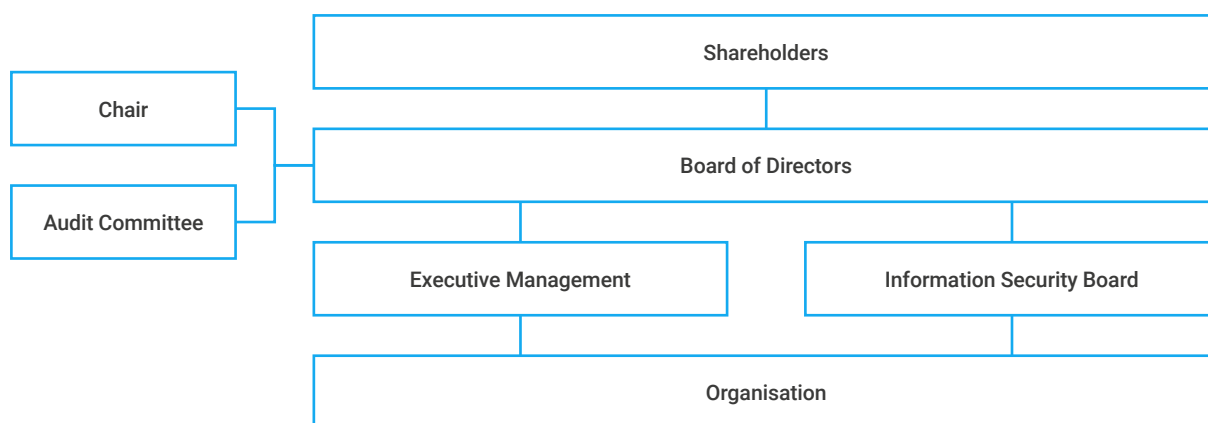 Shareholders
Chair
Board of Directors
Audit Committee
Executive Management
Information Security Board
Organisation